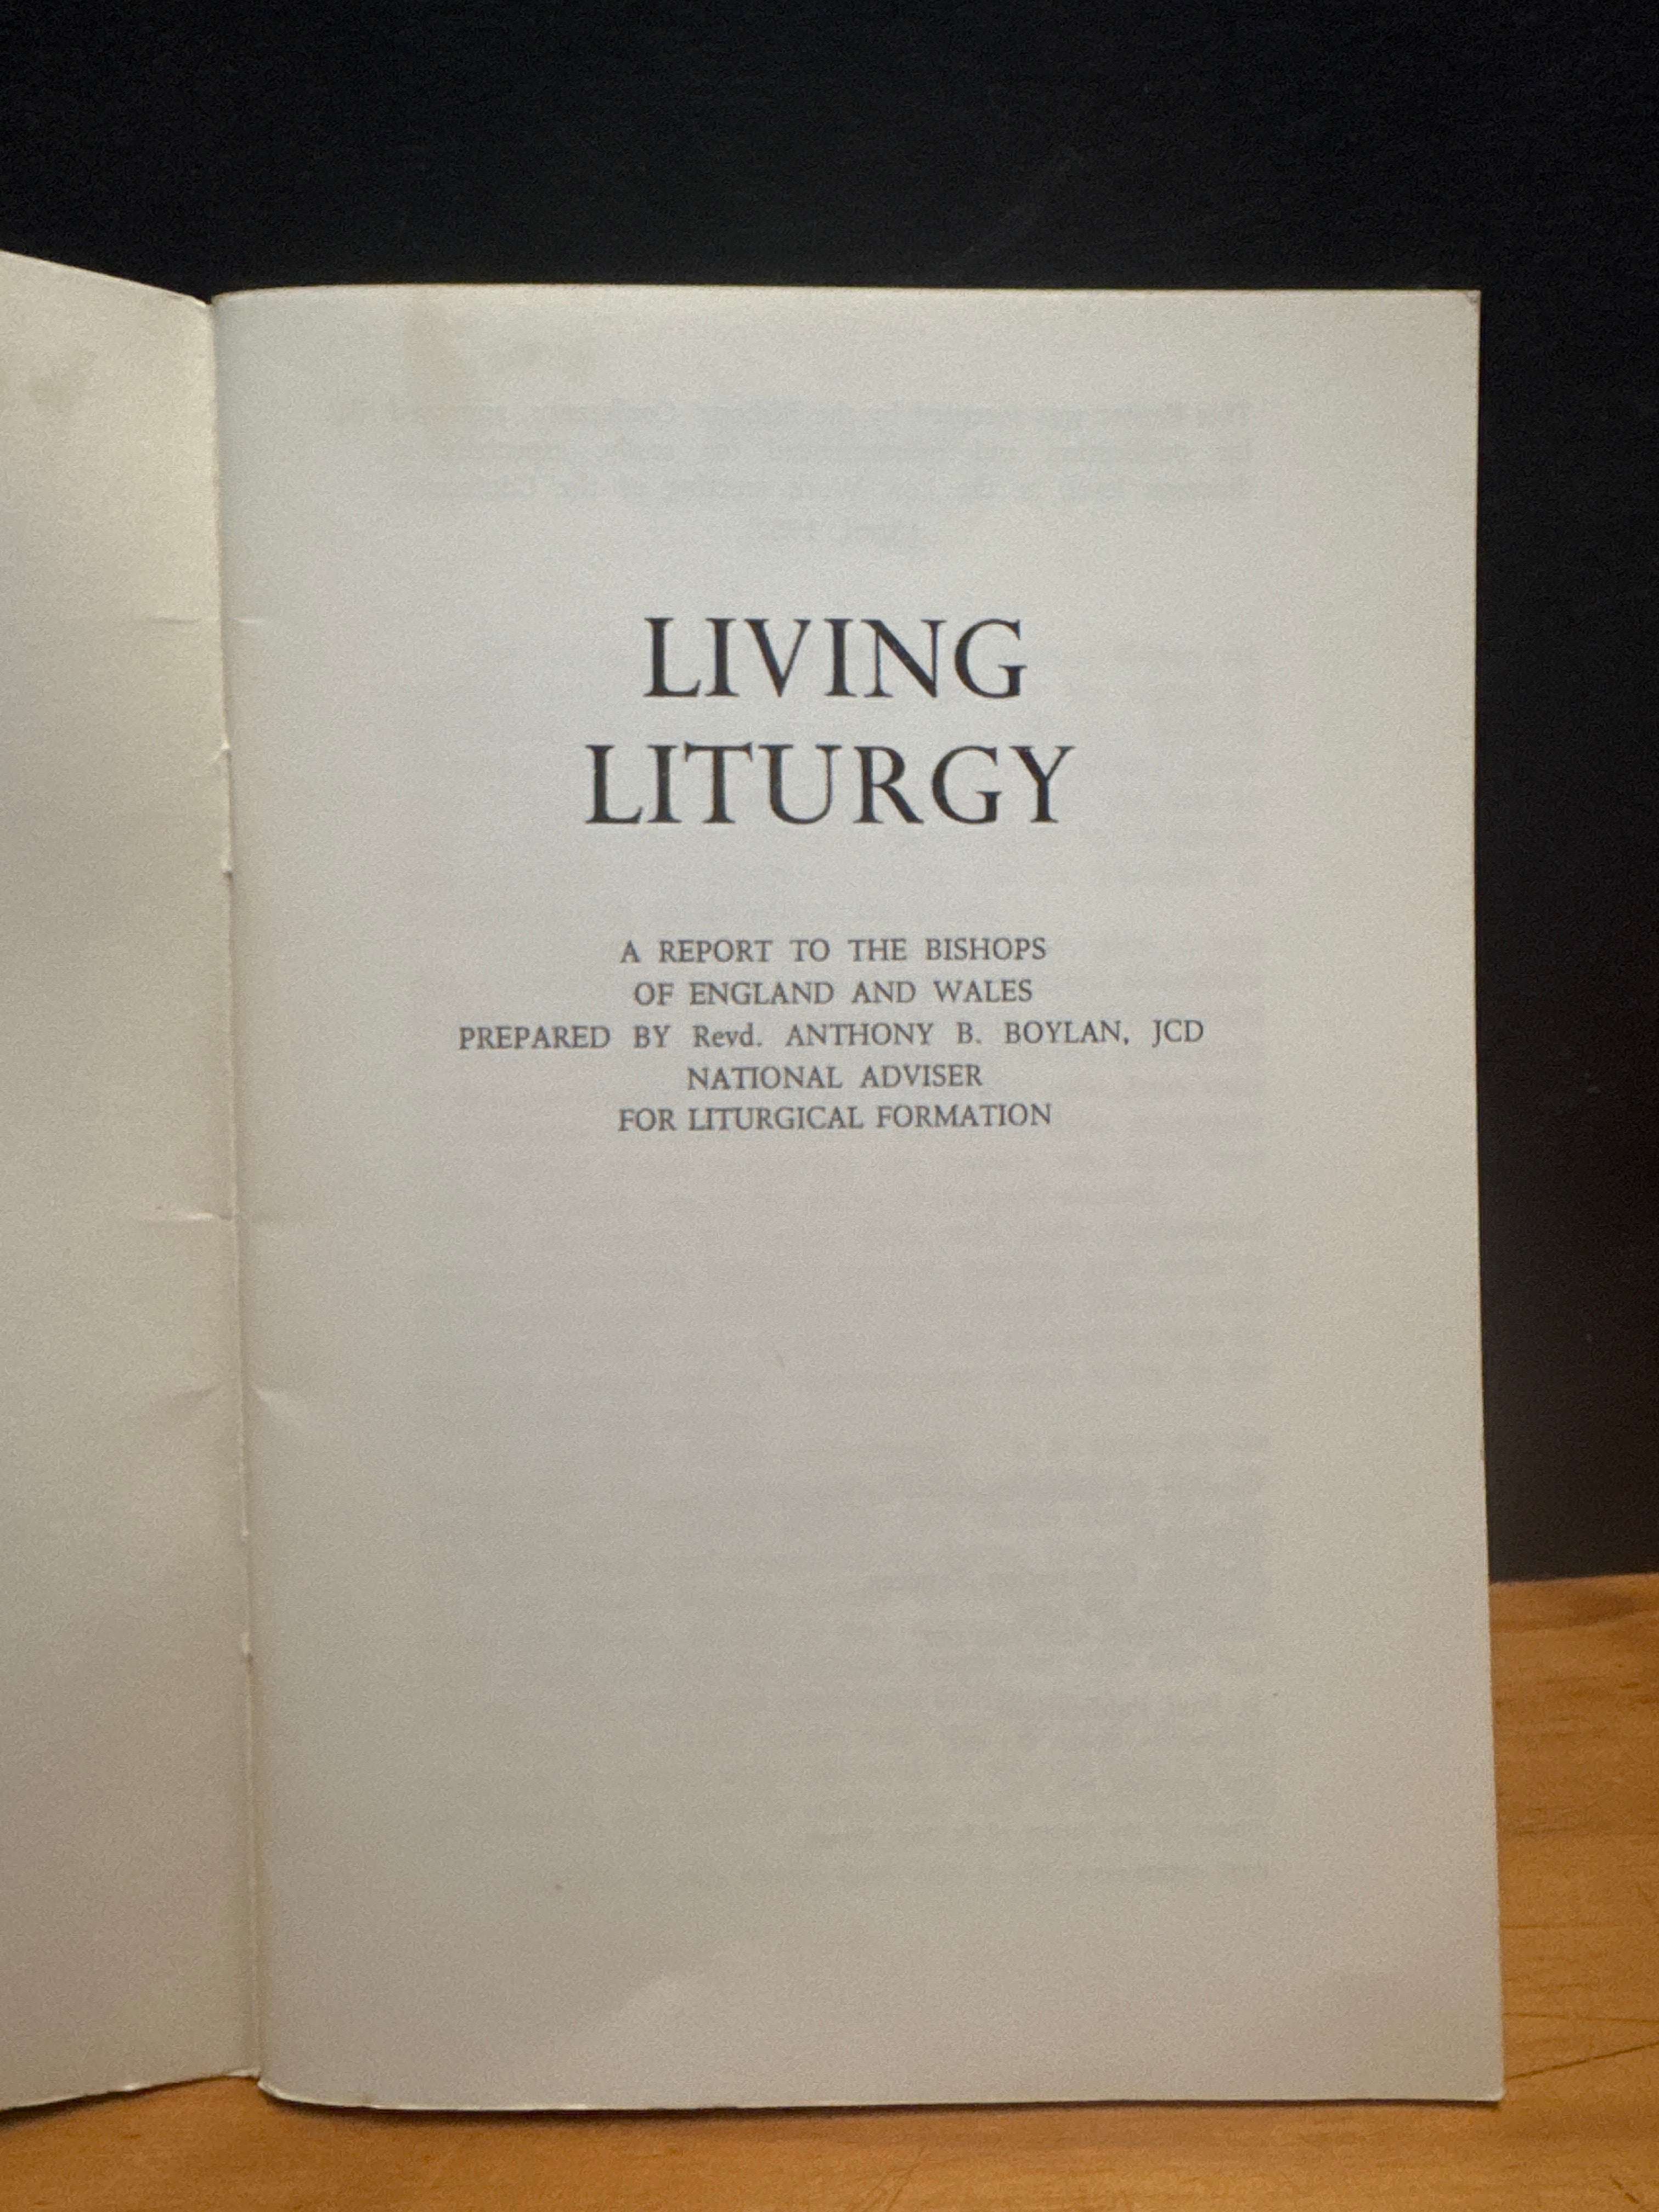 LIVING
LITURGY
A REPORT TO THE BISHOPS
OF ENGLAND AND WALES
PREPARED BY Revd. ANTHONY B. BOYLAN, JCD
NATIONAL ADVISER
FOR LITURGICAL FORMATION